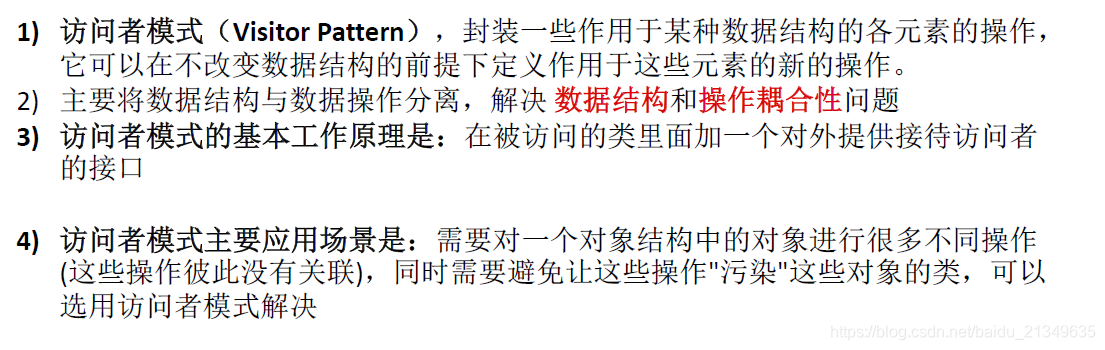 1) 访问者模式（Visitor Pattern），封装一些作用于某种数据结构的各元素的操作，
它可以在不改变数据结构的前提下定义作用于这些元素的新的操作。
2) 主要将数据结构与数据操作分离，解决 数据结构和操作耦合性问题
3) 访问者模式的基本工作原理是：在被访问的类里面加一个对外提供接待访问者
的接口
4) 访问者模式主要应用场景是：需要对一个对象结构中的对象进行很多不同操作
(这些操作彼此没有关联)，同时需要避免让这些操作"污染"这些对象的类，可以
选用访问者模式解决
https://blog.csdn.net/baidu_21349635